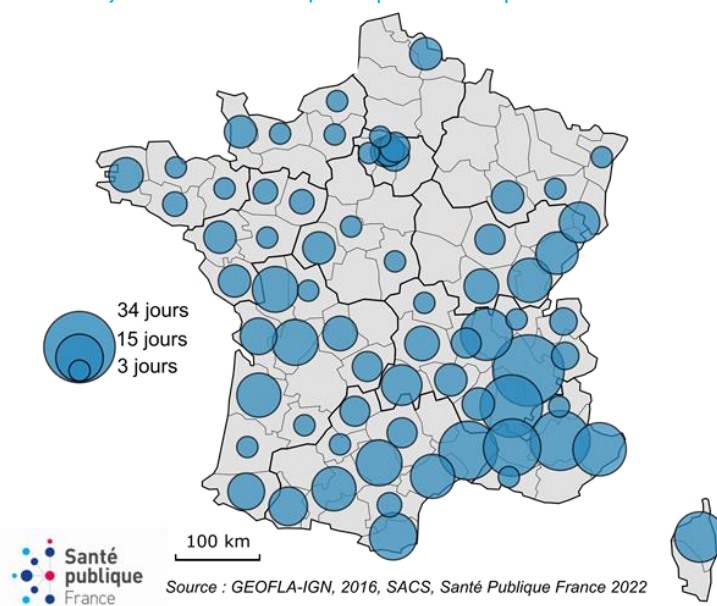 34 jours
15 jours
3 jours
100 km
Santé
publique
France
Source : GEOFLA-IGN, 2016, SACS, Santé Publique France 2022